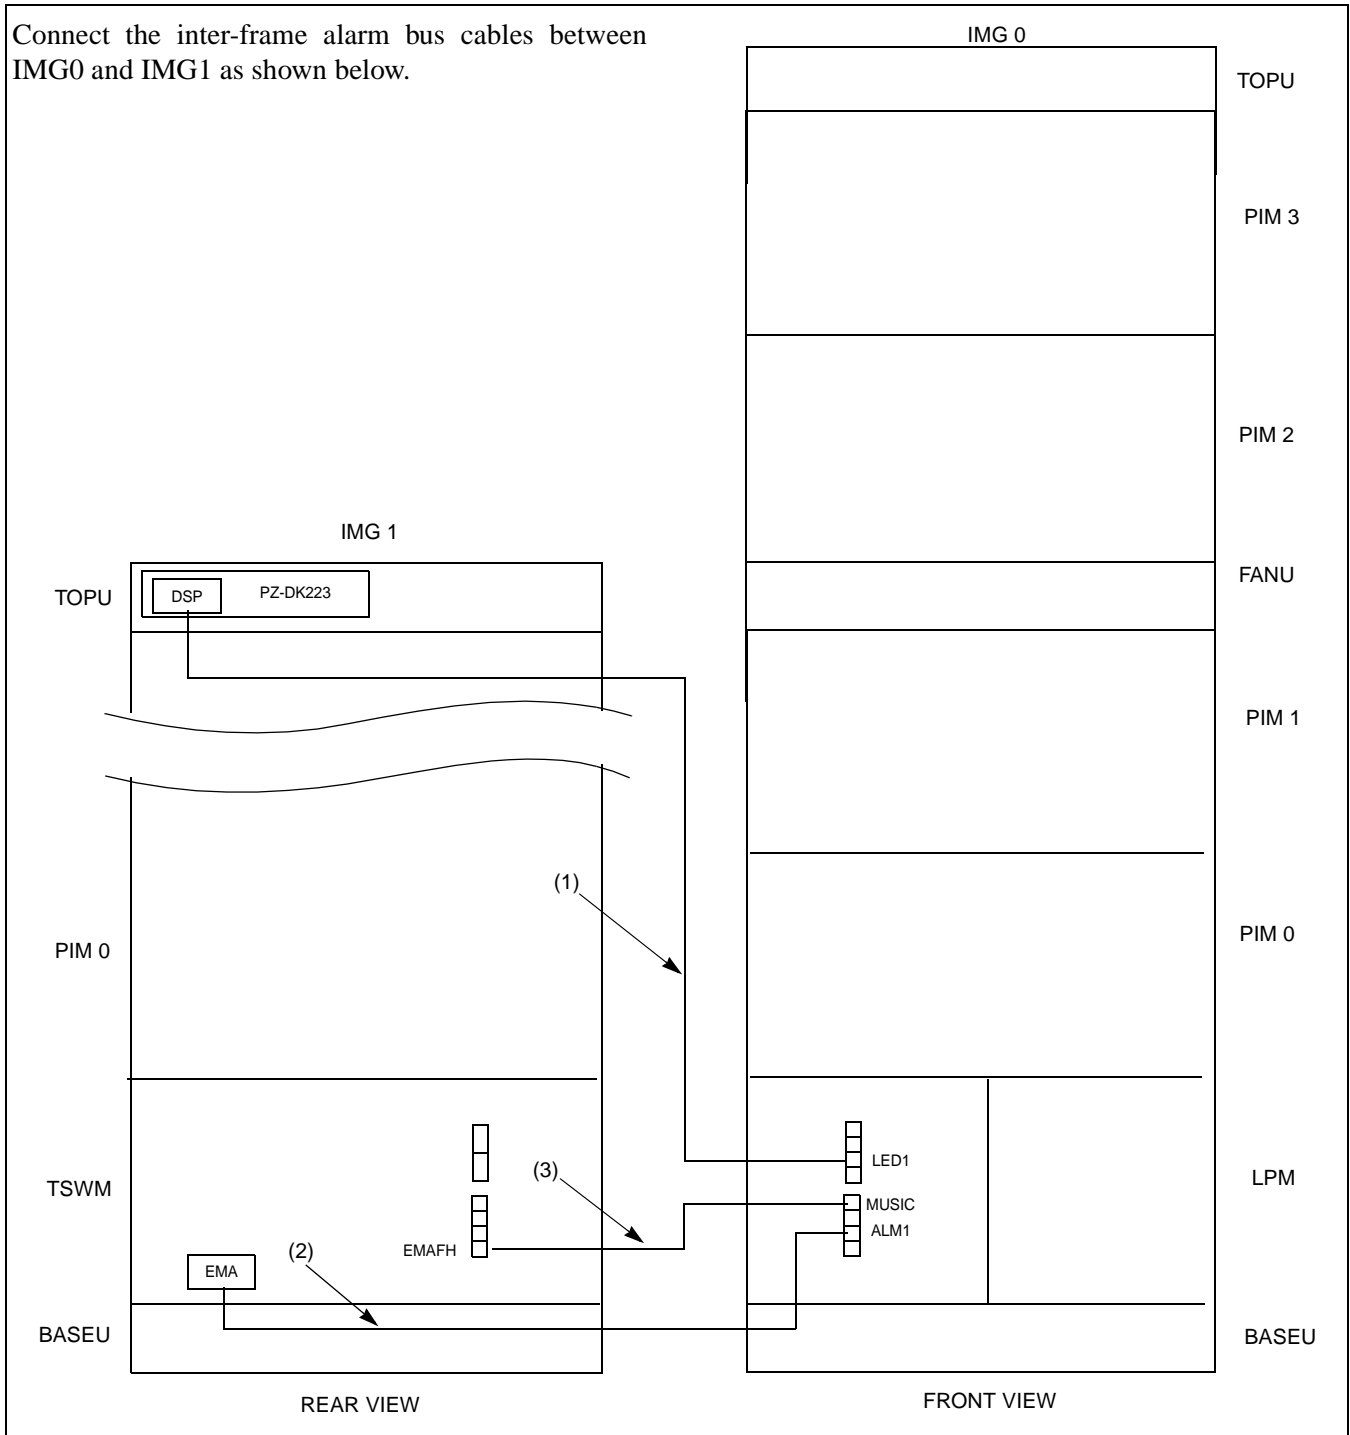 Connect the inter-frame alarm bus cables between
IMG0 and IMG1 as shown below.
IMG 0
TOPU
PIM 3
PIM 2
FANU
PIM 1
PIM 0
LPM
BASEU
LED1
MUSIC
ALM1
FRONT VIEW
IMG 1
TOPU
DSP
PZ-DK223
PIM 0
TSWM
EMAFH
EMA
BASEU
REAR VIEW
(1)
(3)
(2)